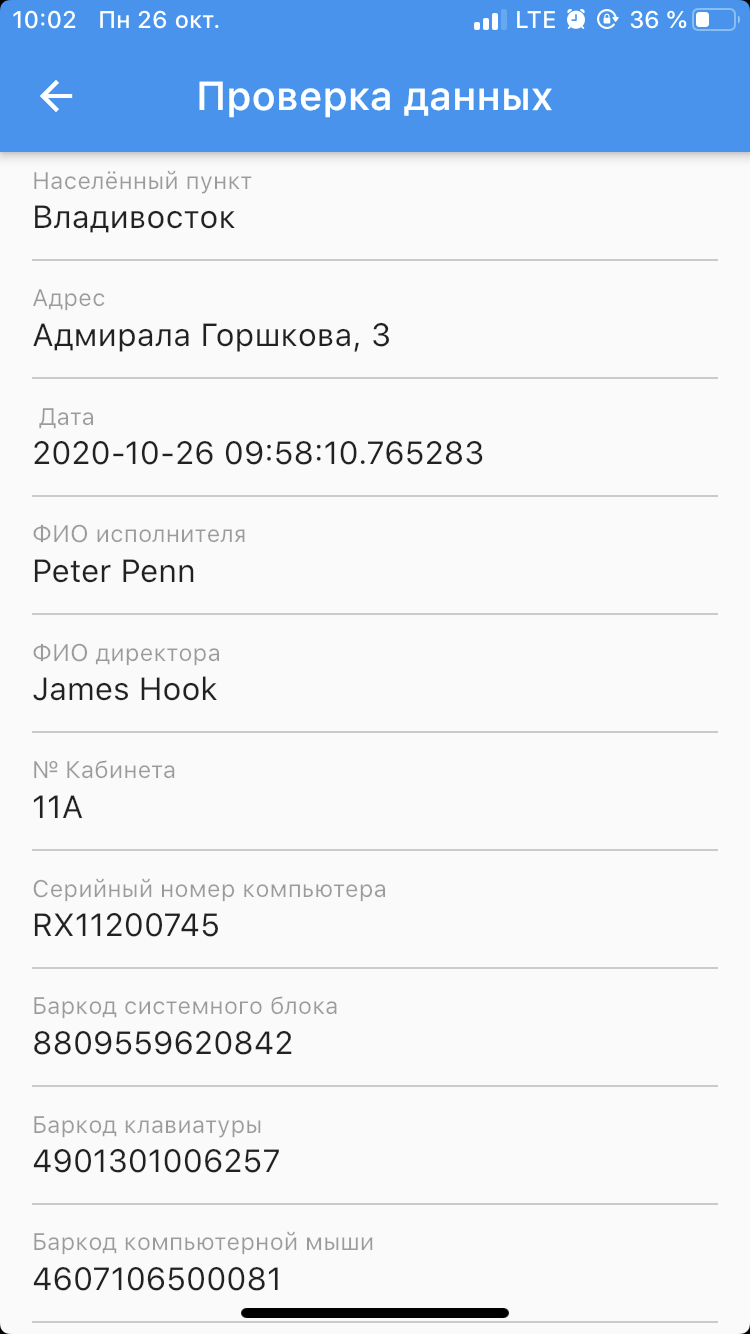 10:02 Пн 26 окт. LTE 36 %
Проверка данных
Населённый пункт
Владивосток
Адрес
Адмирала Горшкова, 3
Дата
2020-10-26 09:58:10.765283
ФИО исполнителя
Peter Penn
ФИО директора
James Hook
№ Кабинета
11А
Серийный номер компьютера
RX11200745
Баркод системного блока
8809559620842
Баркод клавиатуры
4901301006257
Баркод компьютерной мыши
4607106500081